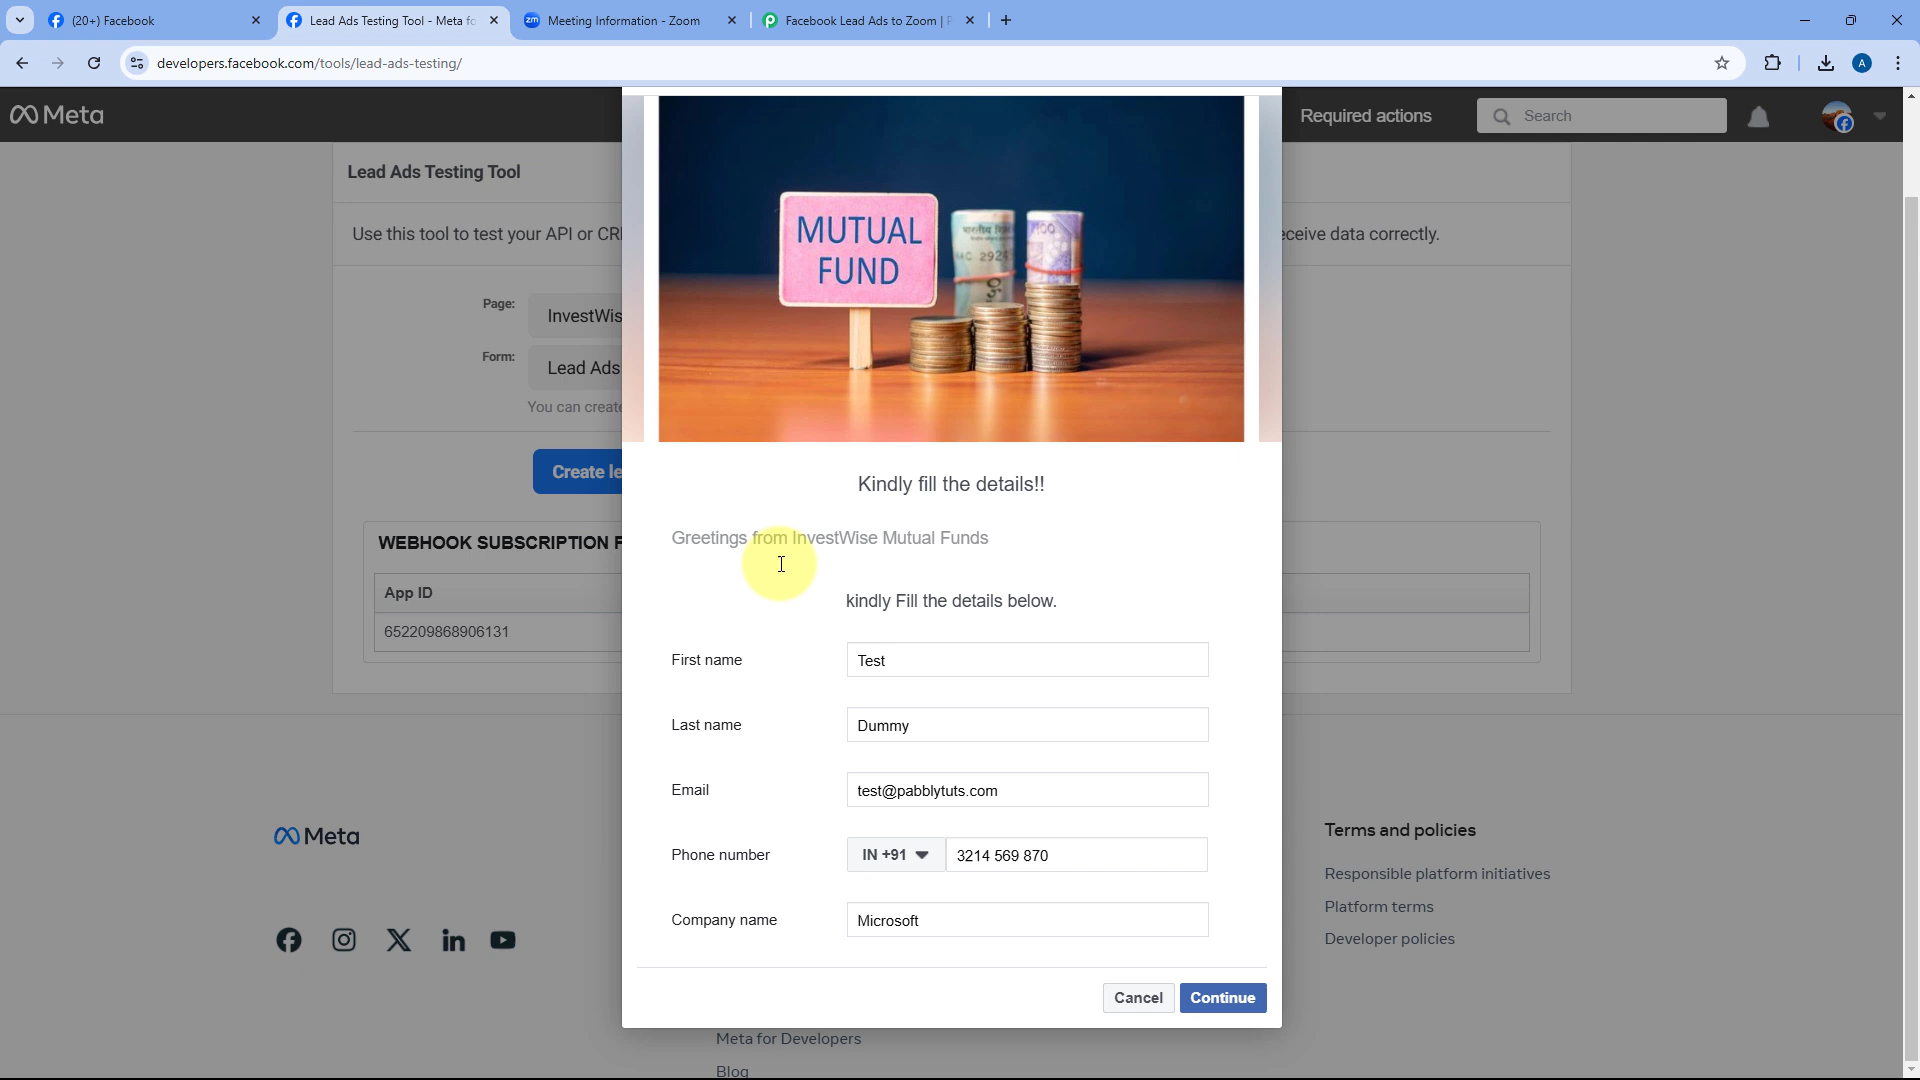 (20+) Facebook
Lead Ads Testing Tool - Meta fo
Meeting Information - Zoom
Facebook Lead Ads to Zoom | P
developers.facebook.com/tools/lead-ads-testing/
A
Meta
Required actions
Search
Lead Ads Testing Tool
Use this tool to test your API or CR
eceive data correctly.
Page:
InvestWis
Form:
Lead Ads
You can create
Create le
WEBHOOK SUBSCRIPTION F
App ID
652209868906131
MUTUAL
FUND
Kindly fill the details!!
Greetings from InvestWise Mutual Funds
kindly Fill the details below.
First name
Test
Last name
Dummy
Email
test@pabblytuts.com
Phone number
IN +91
3214 569 870
Company name
Microsoft
Cancel
Continue
Meta
Terms and policies
Responsible platform initiatives
Platform terms
Developer policies
Meta for Developers
Blog